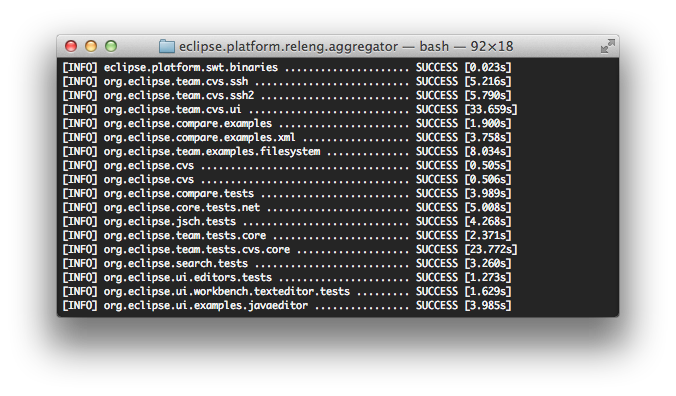 eclipse.platform.releng.aggregator — bash — 92×18
[INFO] eclipse.platform.swt.binaries ..................... SUCCESS [0.023s]
[INFO] org.eclipse.team.cvs.ssh .......................... SUCCESS [5.216s]
[INFO] org.eclipse.team.cvs.ssh2 ......................... SUCCESS [5.790s]
[INFO] org.eclipse.team.cvs.ui ........................... SUCCESS [33.659s]
[INFO] org.eclipse.compare.examples ...................... SUCCESS [1.900s]
[INFO] org.eclipse.compare.examples.xml .................. SUCCESS [3.758s]
[INFO] org.eclipse.team.examples.filesystem .............. SUCCESS [8.034s]
[INFO] org.eclipse.cvs ................................... SUCCESS [0.505s]
[INFO] org.eclipse.cvs ................................... SUCCESS [0.506s]
[INFO] org.eclipse.compare.tests ......................... SUCCESS [3.989s]
[INFO] org.eclipse.core.tests.net ........................ SUCCESS [5.008s]
[INFO] org.eclipse.jsch.tests ............................ SUCCESS [4.268s]
[INFO] org.eclipse.team.tests.core ....................... SUCCESS [2.371s]
[INFO] org.eclipse.team.tests.cvs.core ................... SUCCESS [23.772s]
[INFO] org.eclipse.search.tests .......................... SUCCESS [3.260s]
[INFO] org.eclipse.ui.editors.tests ...................... SUCCESS [1.273s]
[INFO] org.eclipse.ui.workbench.texteditor.tests ......... SUCCESS [1.629s]
[INFO] org.eclipse.ui.examples.javaeditor ................ SUCCESS [3.985s]